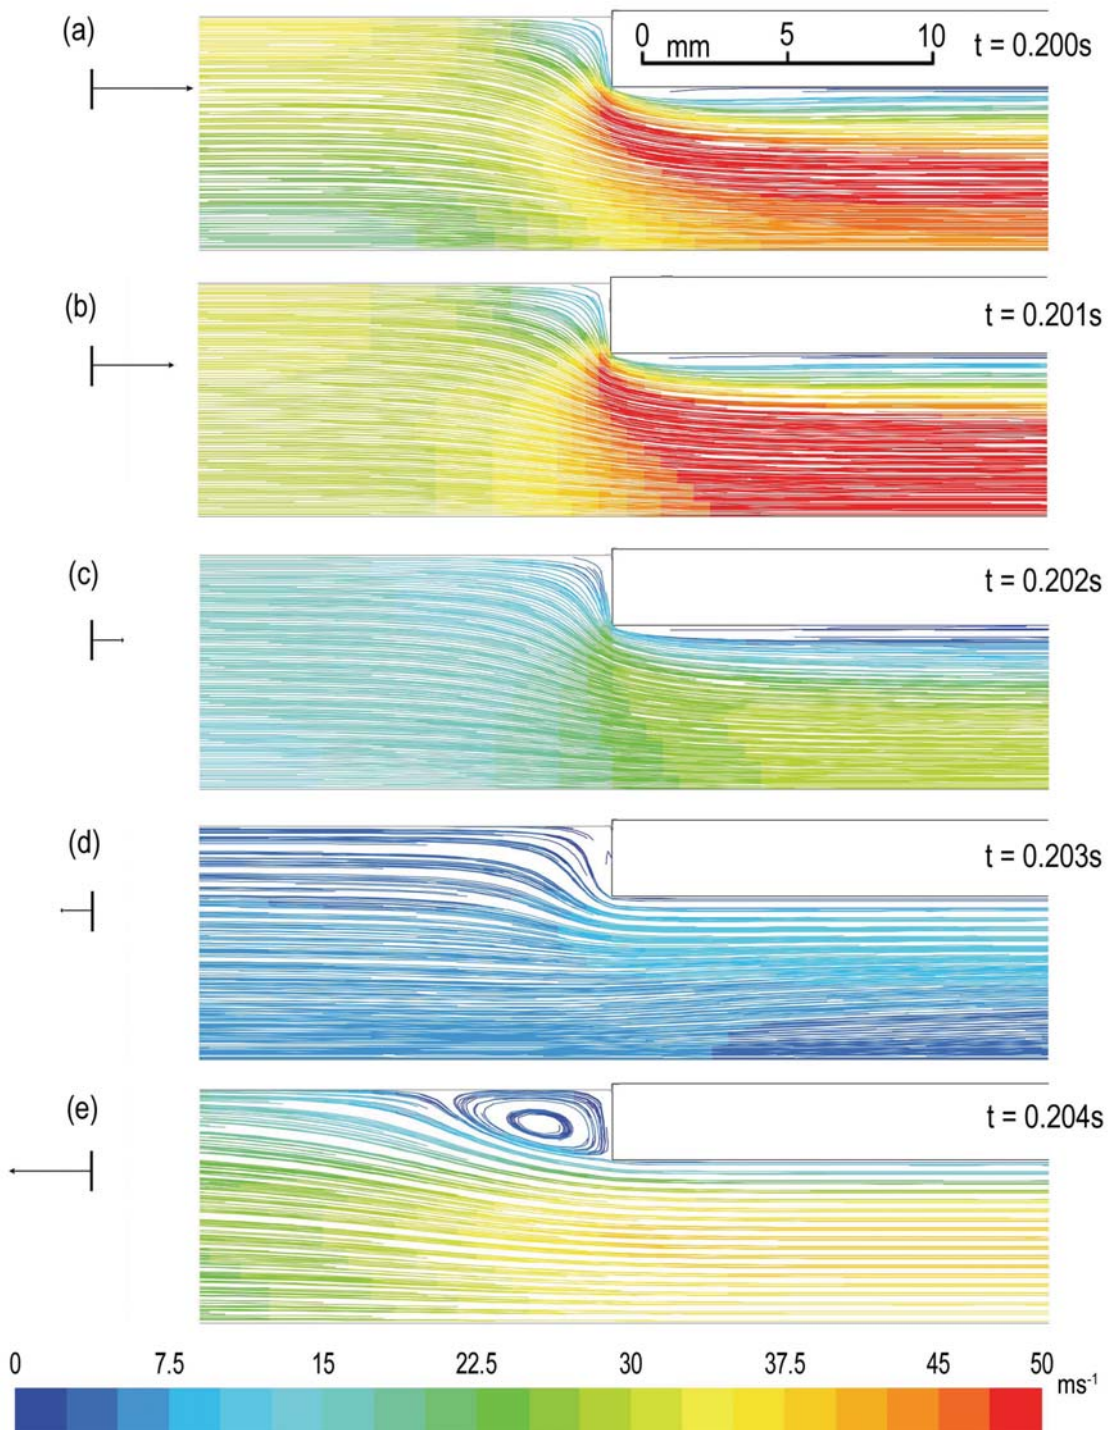 (a)
0 mm 5 10
t = 0.200s
(b)
t = 0.201s
(c)
t = 0.202s
(d)
t = 0.203s
(e)
t = 0.204s
0 7.5 15 22.5 30 37.5 45 50
ms⁻¹